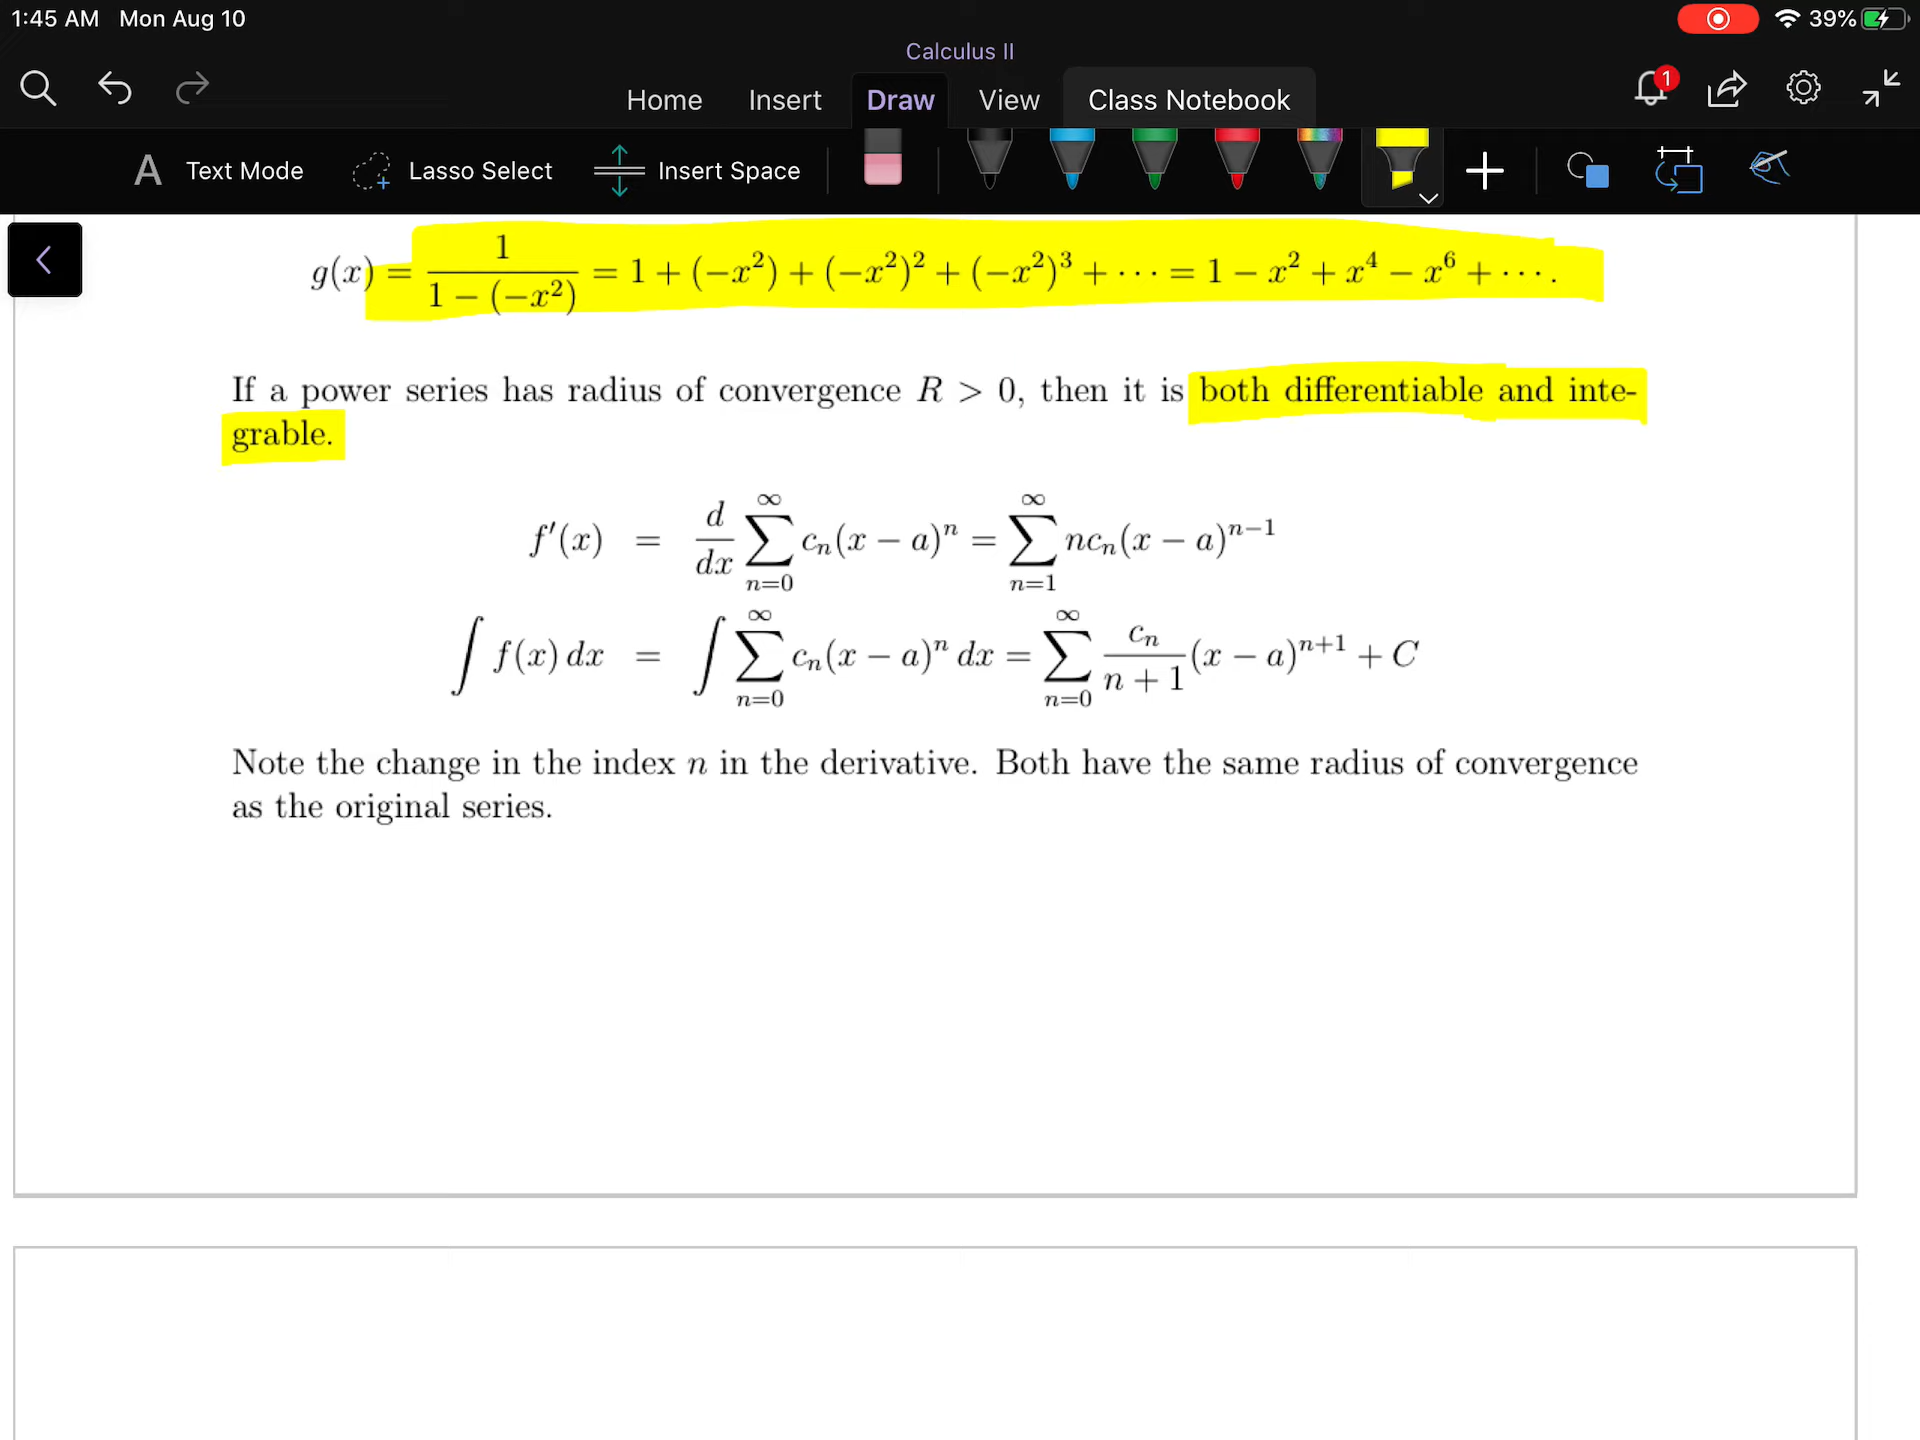 1:45 AM Mon Aug 10
39%
Calculus II
Home Insert Draw View Class Notebook
1
A Text Mode Lasso Select Insert Space
g(x) = 1/(1 − (−x²)) = 1 + (−x²) + (−x²)² + (−x²)³ + ⋯ = 1 − x² + x⁴ − x⁶ + ⋯.
If a power series has radius of convergence R > 0, then it is both differentiable and inte-
grable.
f′(x) = d/dx ∑_{n=0}^{∞} cₙ(x − a)ⁿ = ∑_{n=1}^{∞} ncₙ(x − a)ⁿ⁻¹
∫ f(x) dx = ∫ ∑_{n=0}^{∞} cₙ(x − a)ⁿ dx = ∑_{n=0}^{∞} cₙ/(n + 1) (x − a)ⁿ⁺¹ + C
Note the change in the index n in the derivative. Both have the same radius of convergence
as the original series.